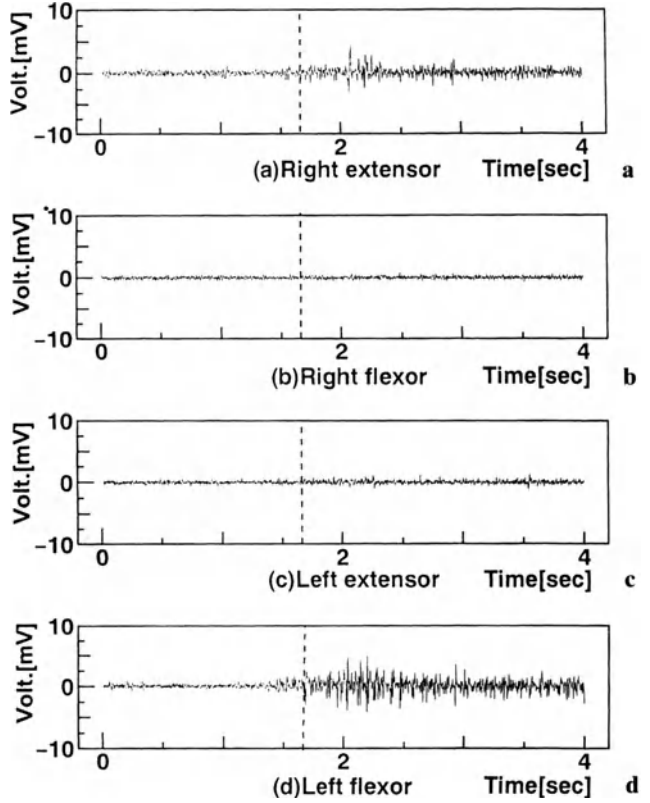 10
0
-10
Volt.[mV]
0 2 4
(a)Right extensor Time[sec] a
10
0
-10
Volt.[mV]
0 2 4
(b)Right flexor Time[sec] b
10
0
-10
Volt.[mV]
0 2 4
(c)Left extensor Time[sec] c
10
0
-10
Volt.[mV]
0 2 4
(d)Left flexor Time[sec] d